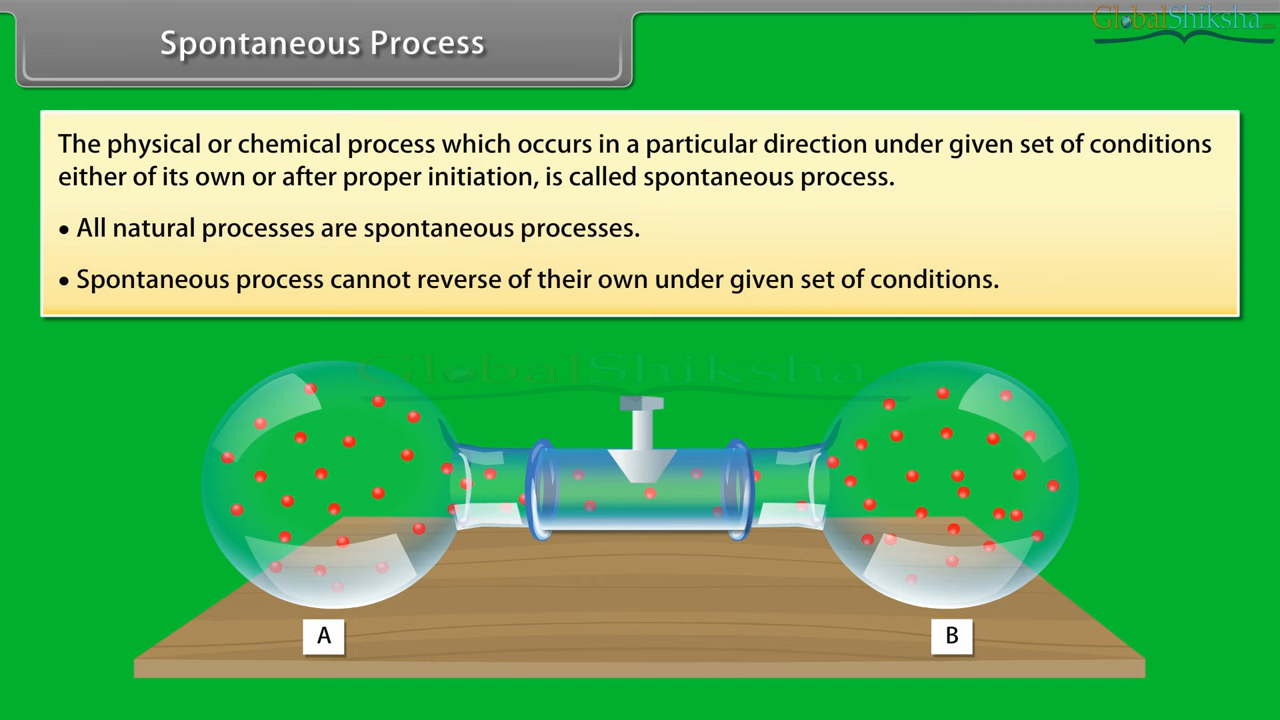 Spontaneous Process
GlobalShiksha
The physical or chemical process which occurs in a particular direction under given set of conditions
either of its own or after proper initiation, is called spontaneous process.
• All natural processes are spontaneous processes.
• Spontaneous process cannot reverse of their own under given set of conditions.
GlobalShiksha
A
B